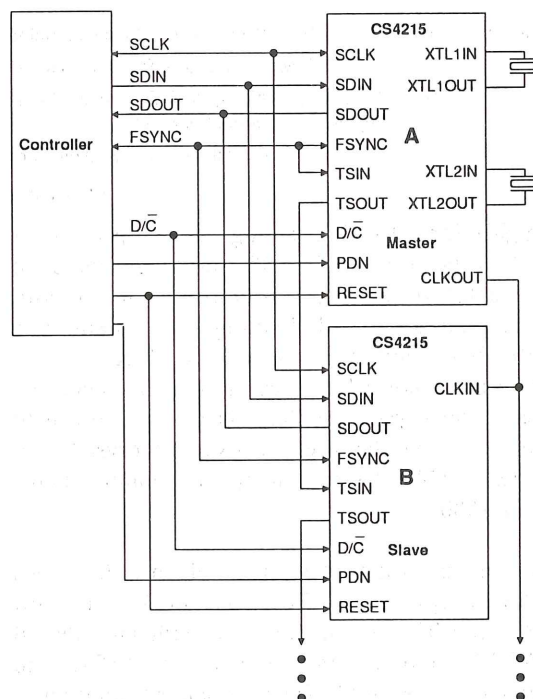 CS4215
SCLK
SCLK
XTL1IN
SDIN
SDIN
XTL1OUT
SDOUT
SDOUT
Controller
FSYNC
FSYNC
A
TSIN
XTL2IN
TSOUT
XTL2OUT
D/C̅
D/C̅
Master
PDN
CLKOUT
RESET
CS4215
SCLK
CLKIN
SDIN
SDOUT
FSYNC
B
TSIN
TSOUT
D/C̅
Slave
PDN
RESET